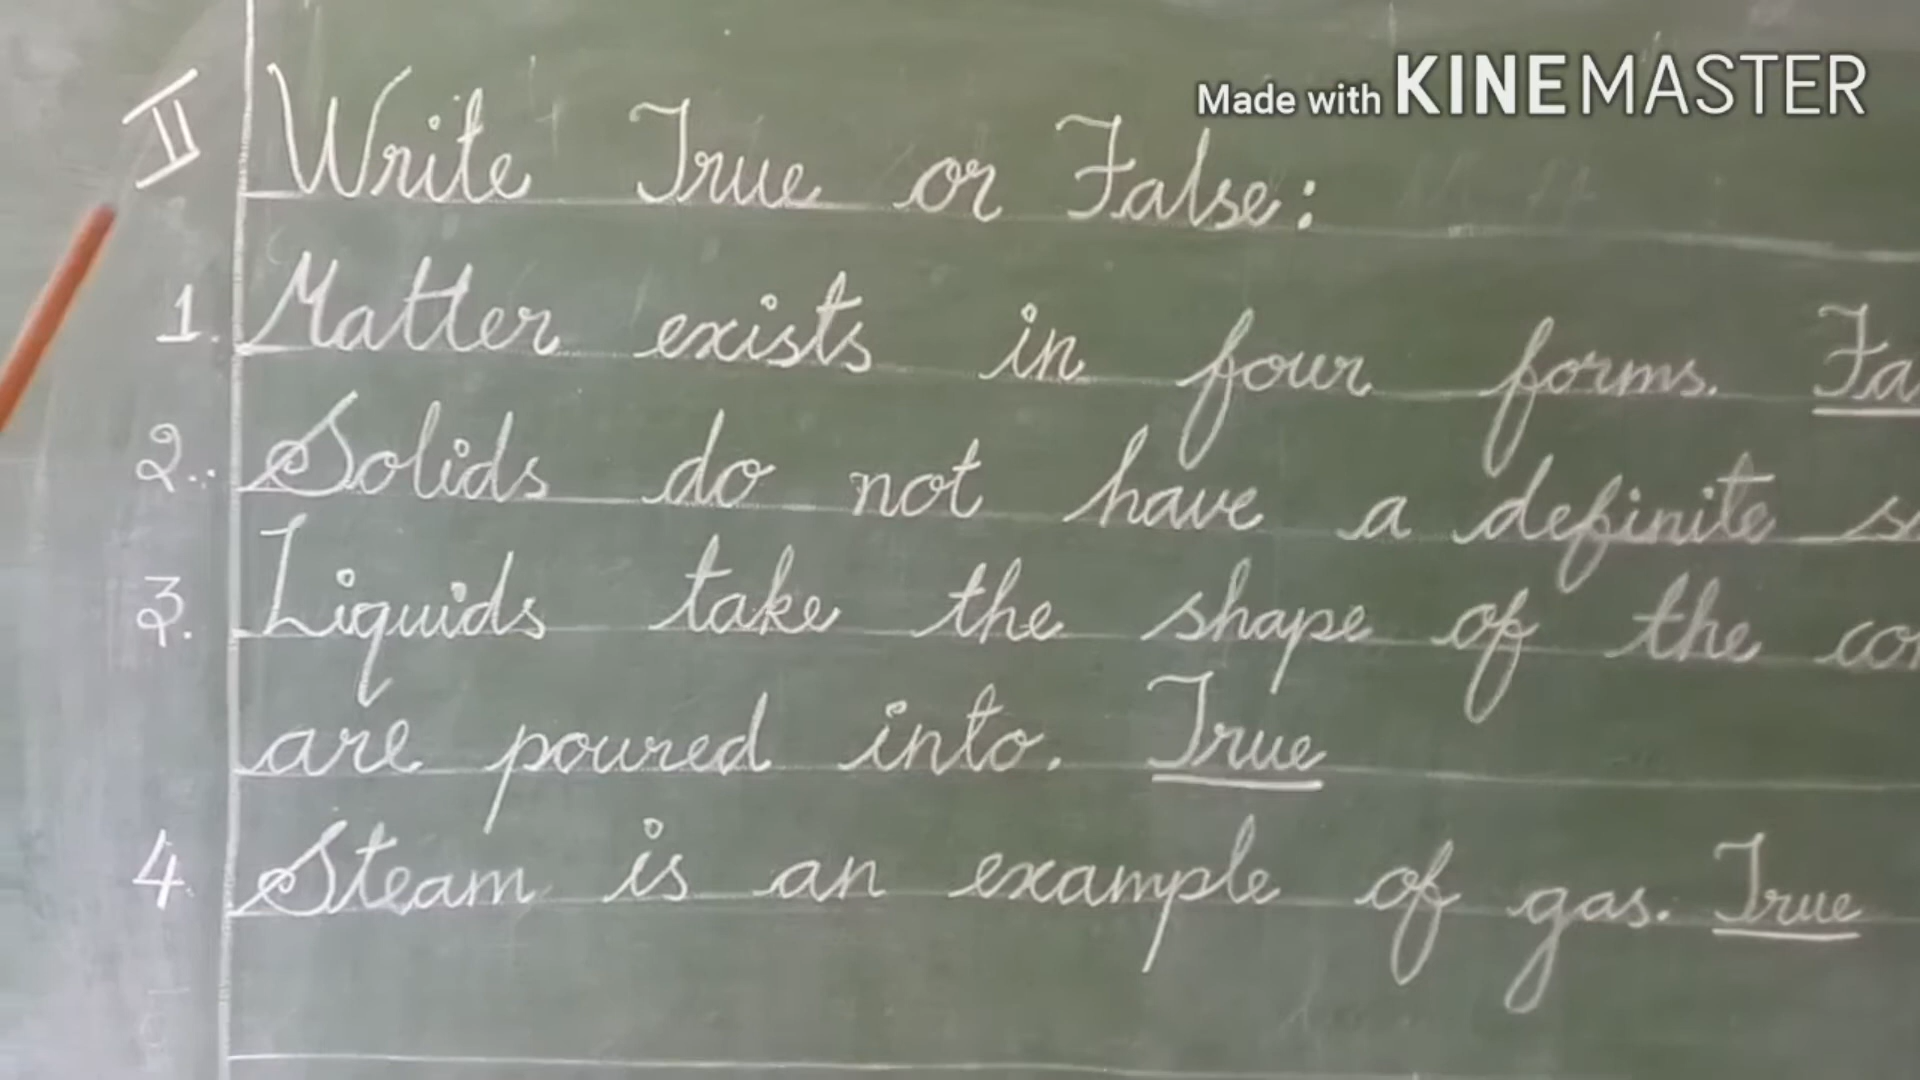 Made with KINEMASTER
II Write True or False:
1. Matter exists in four forms. Fa
2. Solids do not have a definite s
3. Liquids take the shape of the co
are poured into. True
4. Steam is an example of gas. True